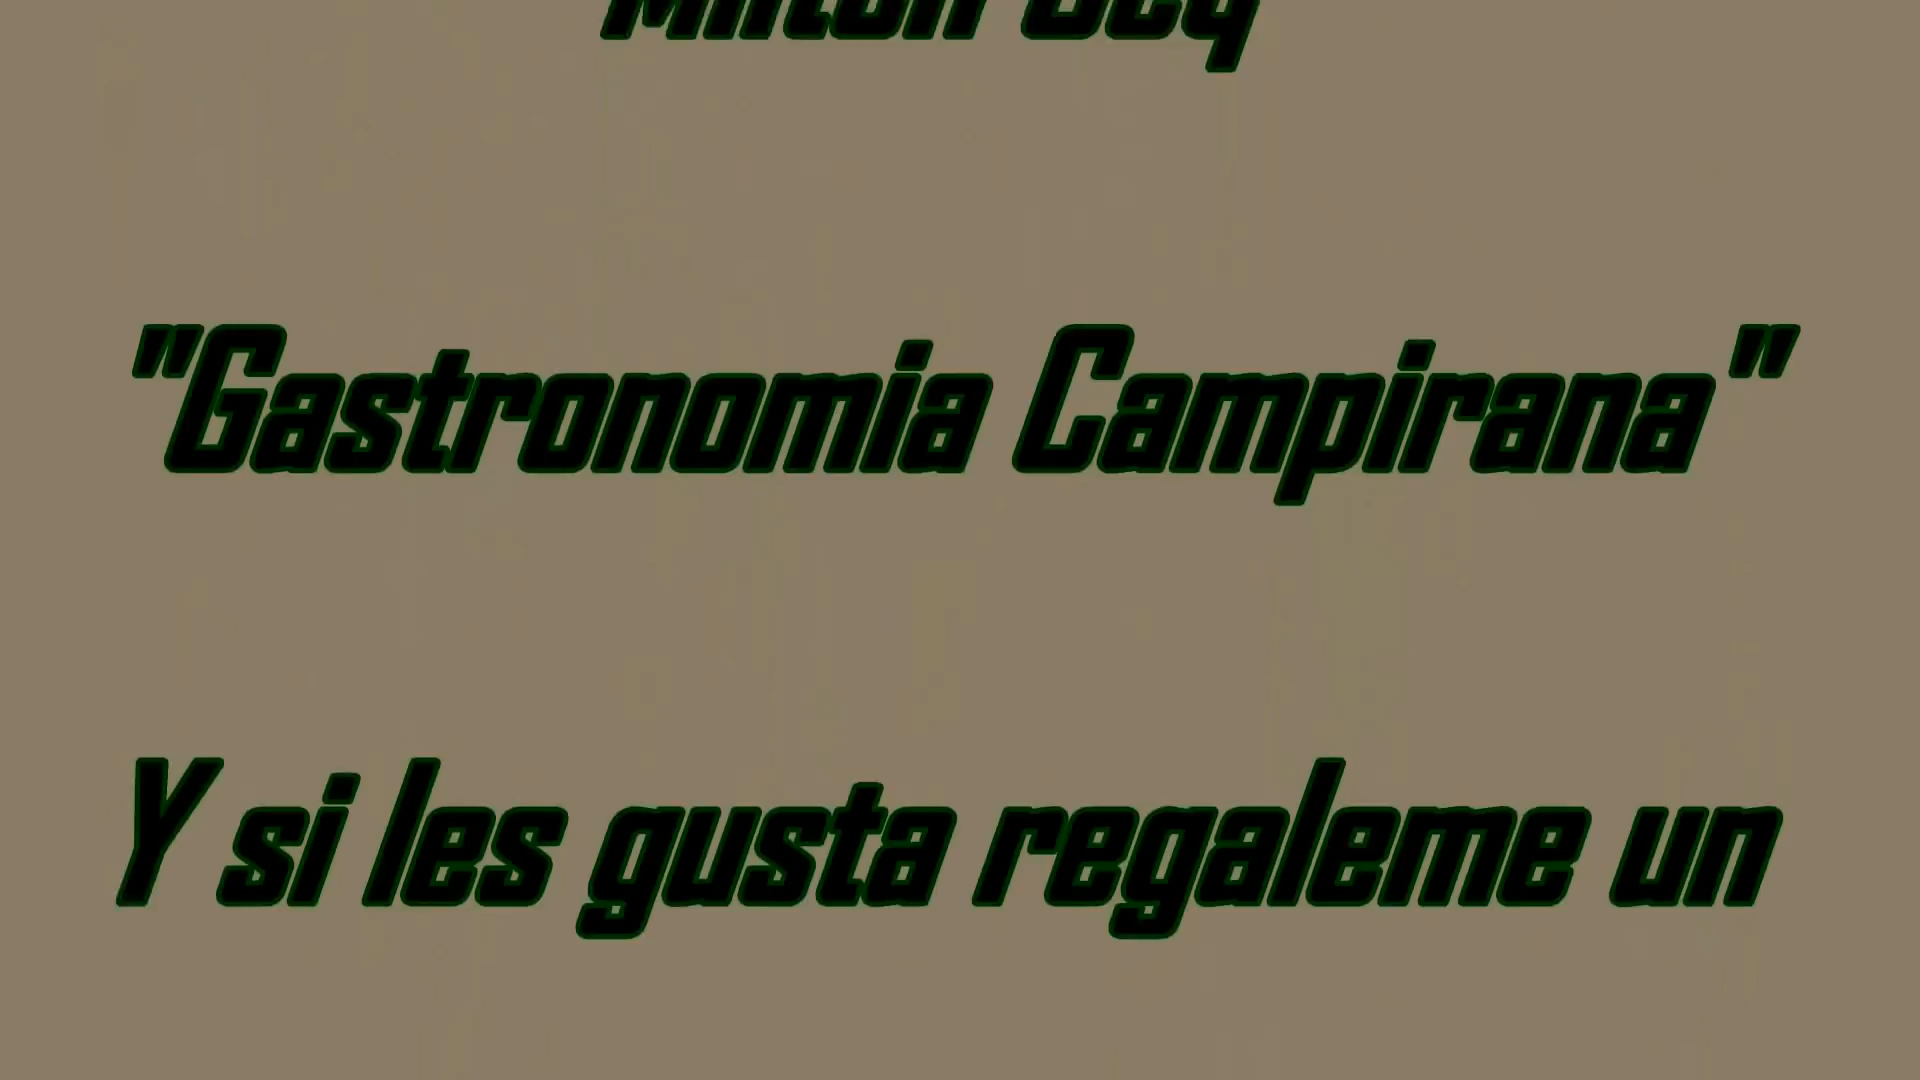 "Gastronomia Campirana"
Y si les gusta regaleme un